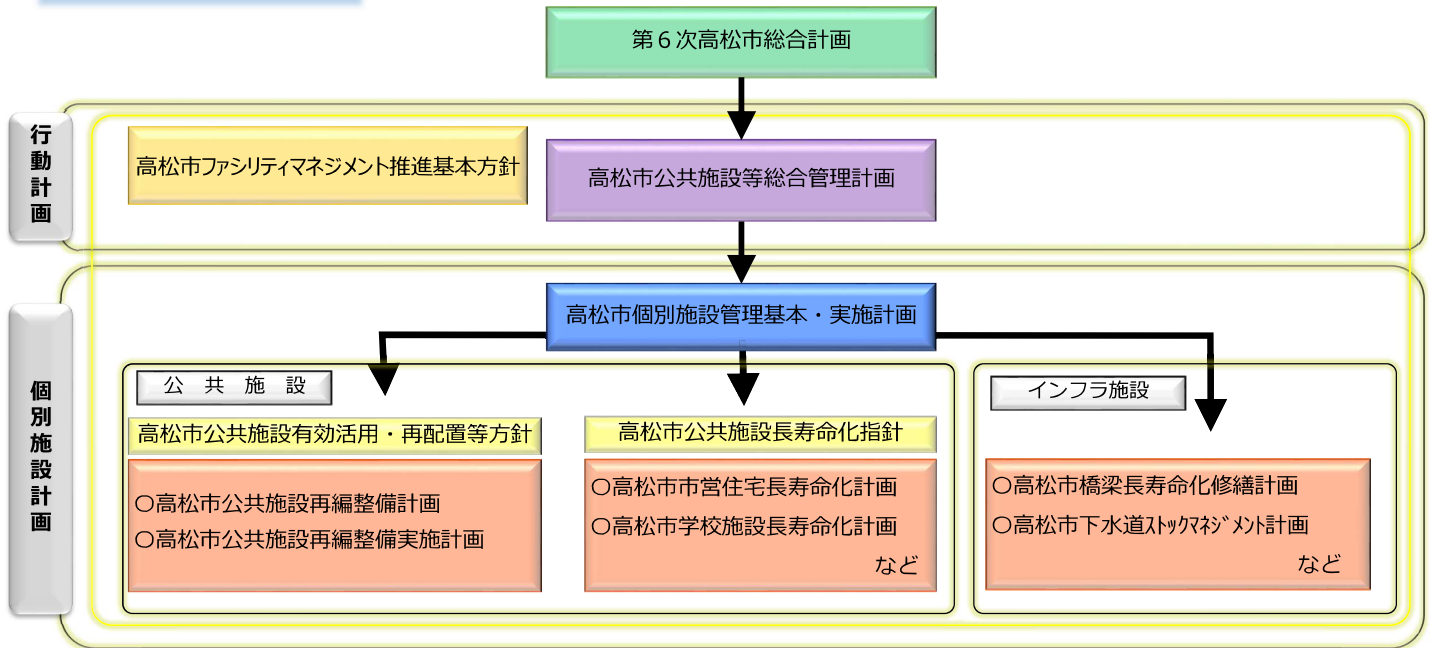 第６次高松市総合計画
行動計画
高松市ファシリティマネジメント推進基本方針
高松市公共施設等総合管理計画
個別施設計画
高松市個別施設管理基本・実施計画
公　共　施　設
高松市公共施設有効活用・再配置等方針
〇高松市公共施設再編整備計画
〇高松市公共施設再編整備実施計画
高松市公共施設長寿命化指針
〇高松市市営住宅長寿命化計画
〇高松市学校施設長寿命化計画
など
インフラ施設
〇高松市橋梁長寿命化修繕計画
〇高松市下水道ｽﾄｯｸﾏﾈｼﾞﾒﾝﾄ計画
など